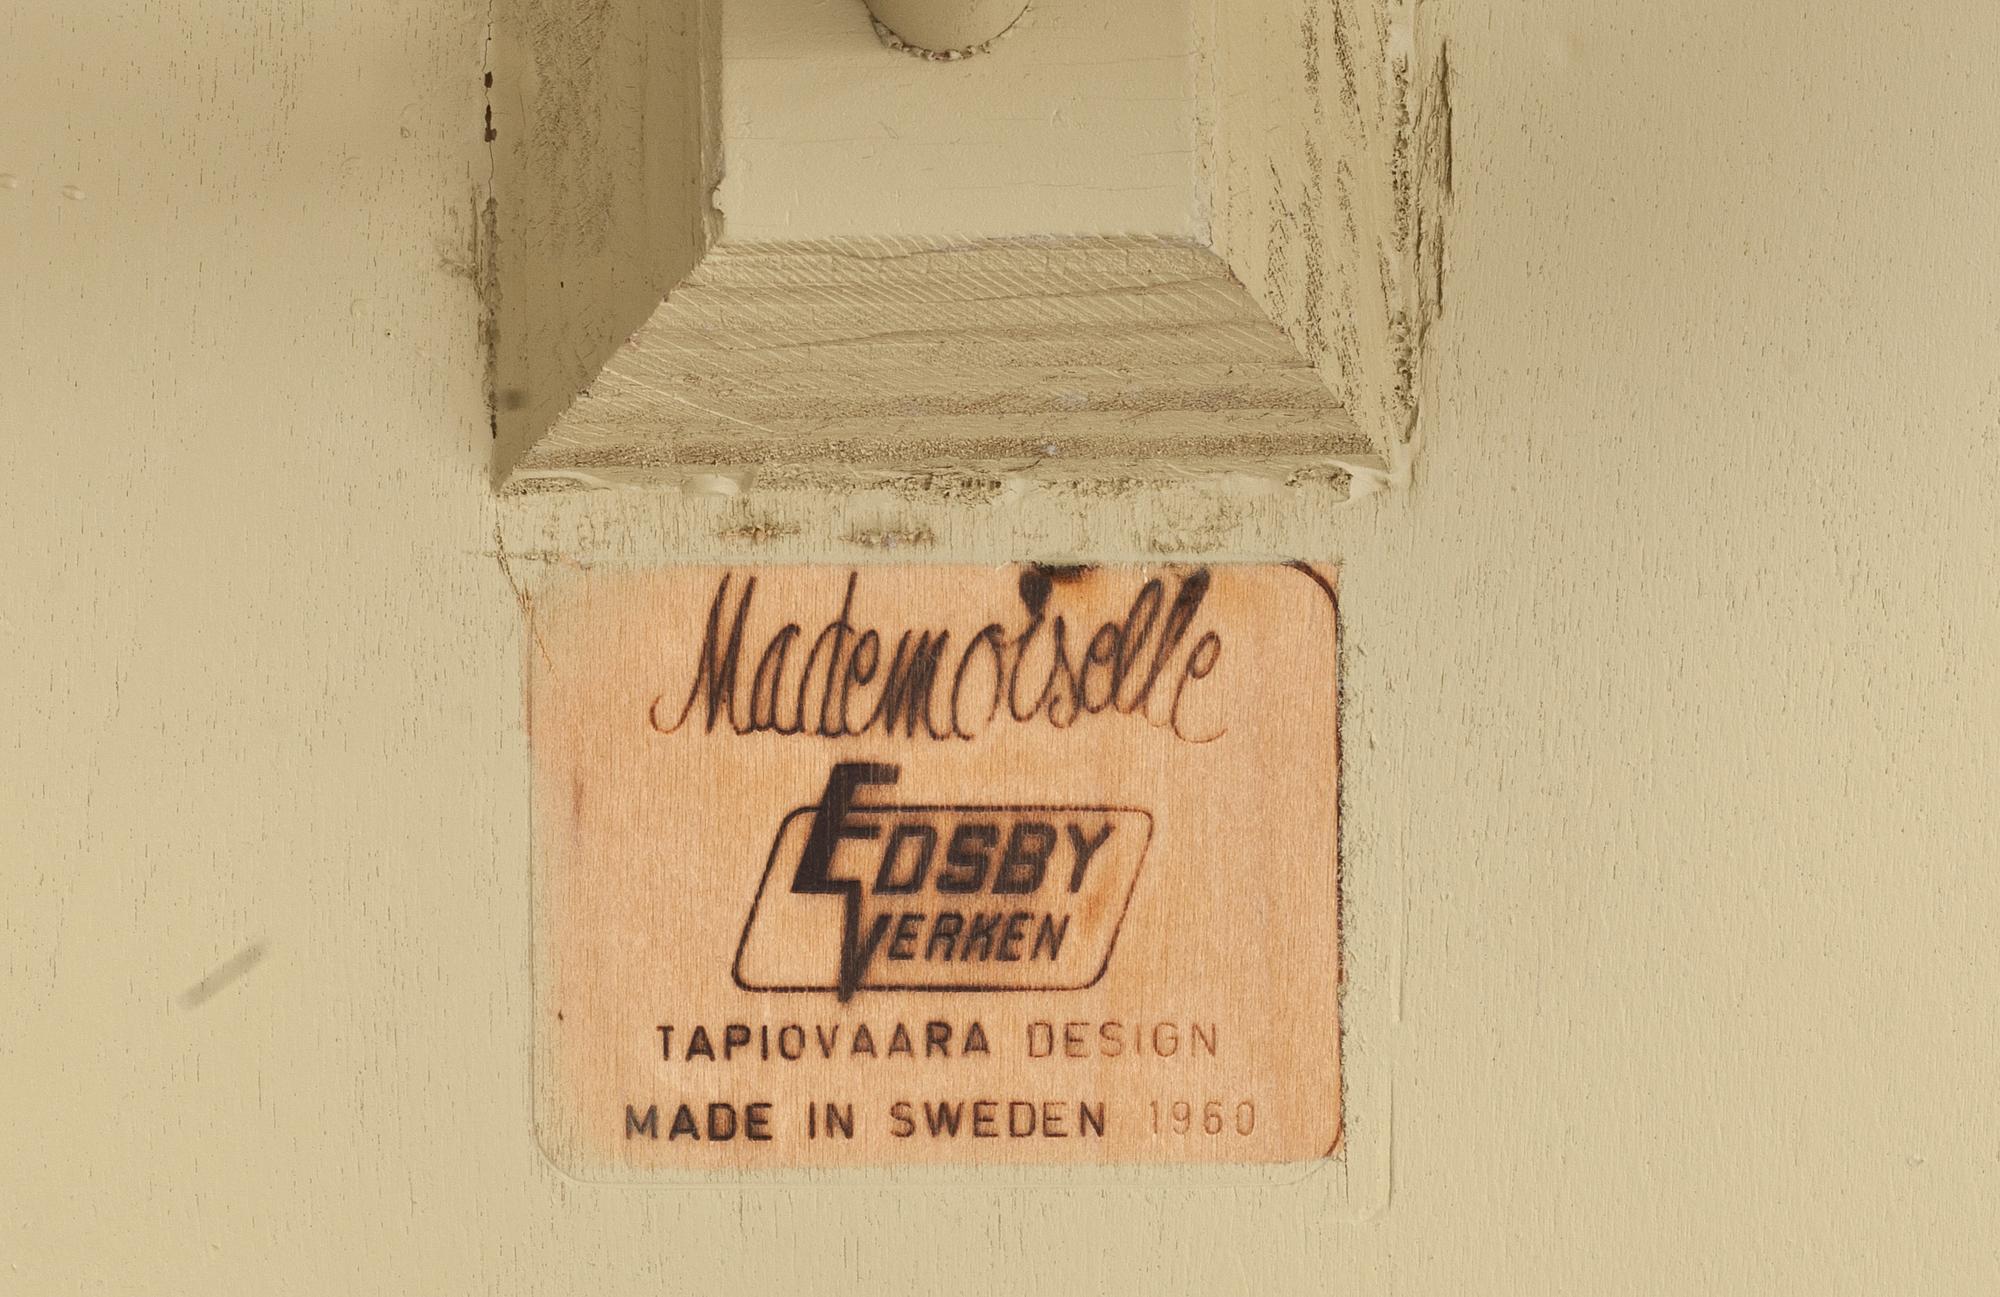 Mademoiselle
EDSBY
VERKEN
TAPIOVAARA DESIGN
MADE IN SWEDEN 1960